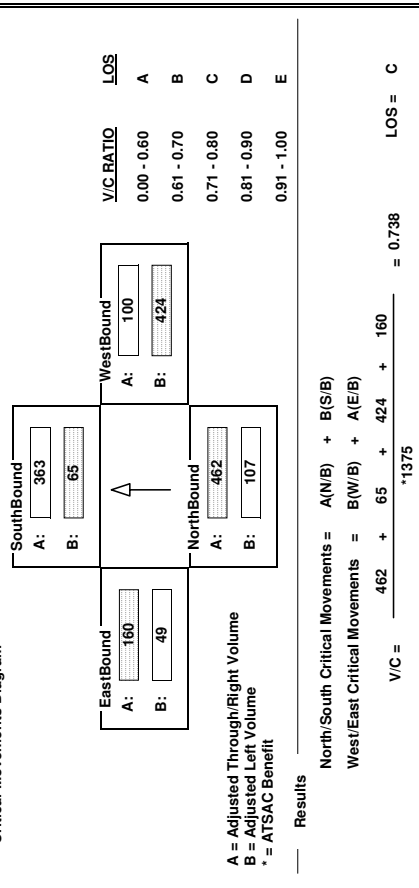 SouthBound
A: 363
B: 65
EastBound
A: 160
B: 49
WestBound
A: 100
B: 424
NorthBound
A: 462
B: 107
V/C RATIO LOS
0.00 - 0.60 A
0.61 - 0.70 B
0.71 - 0.80 C
0.81 - 0.90 D
0.91 - 1.00 E
A = Adjusted Through/Right Volume
B = Adjusted Left Volume
* = ATSAC Benefit
Results
North/South Critical Movements = A(N/B) + B(S/B)
West/East Critical Movements = B(W/B) + A(E/B)
V/C = 462 + 65 + 424 + 160 = 0.738 LOS = C
*1375